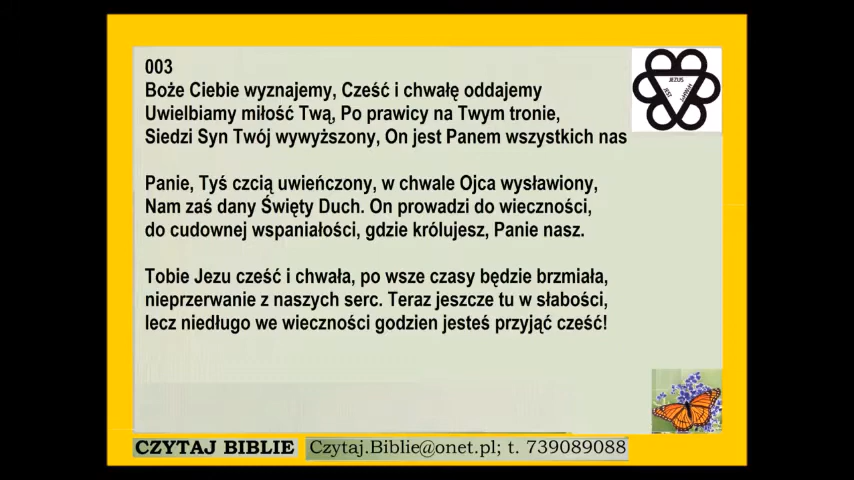 003
Boże Ciebie wyznajemy, Cześć i chwałę oddajemy
Uwielbiamy miłość Twą, Po prawicy na Twym tronie,
Siedzi Syn Twój wywyższony, On jest Panem wszystkich nas
Panie, Tyś czcią uwieńczony, w chwale Ojca wysławiony,
Nam zaś dany Święty Duch. On prowadzi do wieczności,
do cudownej wspaniałości, gdzie królujesz, Panie nasz.
Tobie Jezu cześć i chwała, po wsze czasy będzie brzmiała,
nieprzerwanie z naszych serc. Teraz jeszcze tu w słabości,
lecz niedługo we wieczności godzien jesteś przyjąć cześć!
JEZUS
JEST
CZYTAJ BIBLIE
Czytaj.Biblie@onet.pl; t. 739089088